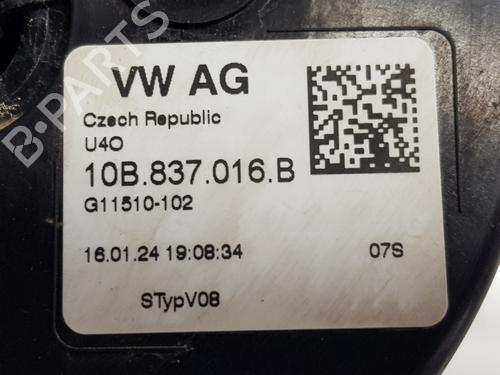 VW AG
Czech Republic
U4O
10B.837.016.B
G11510-102
16.01.24 19:08:34 07S
STypV08
B-PARTS